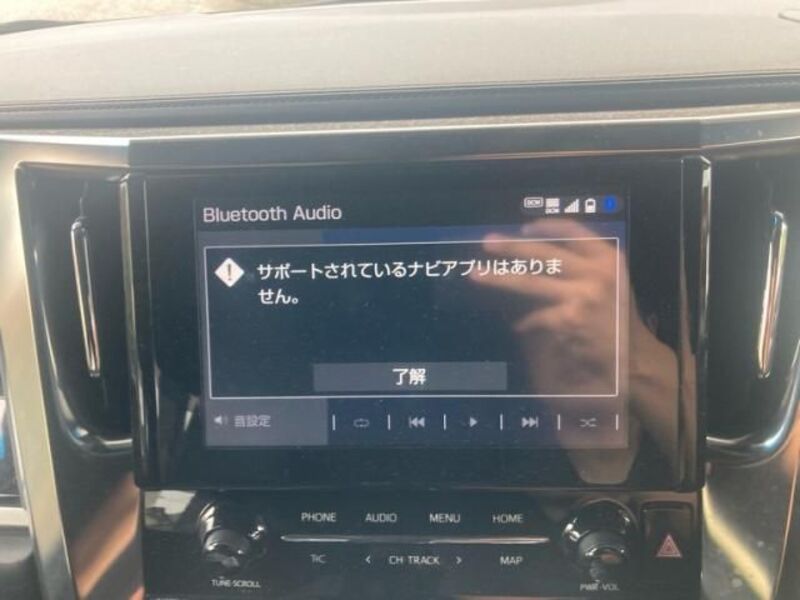 Bluetooth Audio
DCM
DCM
サポートされているナビアプリはありま
せん。
了解
音設定
PHONE AUDIO MENU HOME
T·C < CH TRACK > MAP
TUNE·SCROLL
PWR·VOL